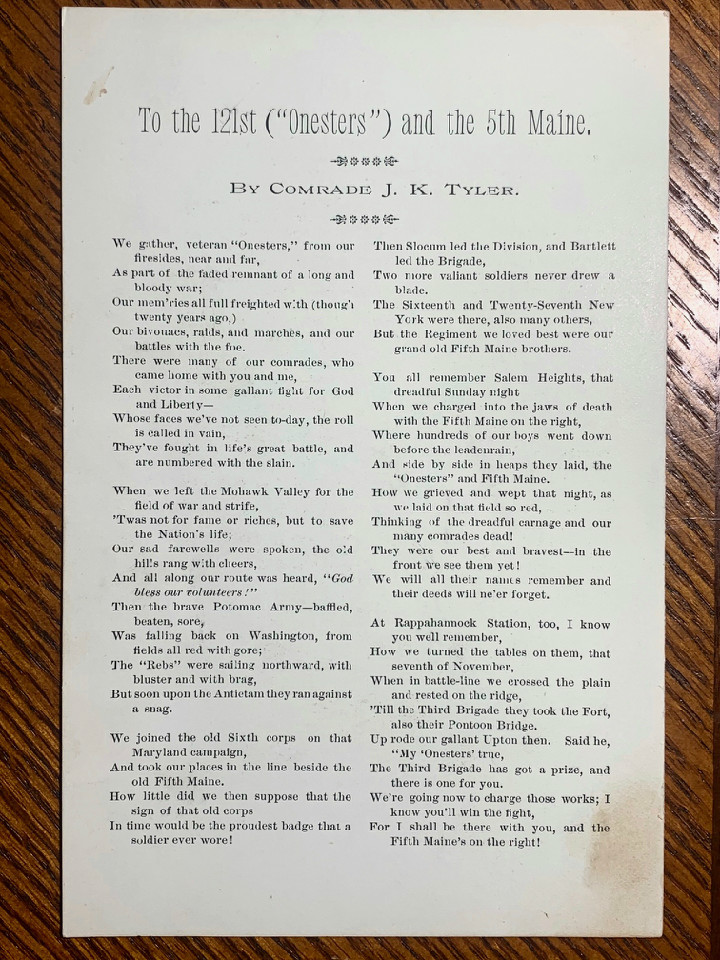 To the 121st ("Onesters") and the 5th Maine.
By Comrade J. K. Tyler.
We gather, veteran "Onesters," from our
firesides, near and far,
As part of the faded remnant of a long and
bloody war;
Our mem'ries all full freighted with (though
twenty years ago,)
Our bivouacs, raids, and marches, and our
battles with the foe.
There were many of our comrades, who
came home with you and me,
Each victor in some gallant fight for God
and Liberty—
Whose faces we've not seen to-day, the roll
is called in vain,
They've fought in life's great battle, and
are numbered with the slain.
When we left the Mohawk Valley for the
field of war and strife,
'Twas not for fame or riches, but to save
the Nation's life;
Our sad farewells were spoken, the old
hills rang with cheers,
And all along our route was heard, "God
bless our volunteers!"
Then the brave Potomac Army—baffled,
beaten, sore,
Was falling back on Washington, from
fields all red with gore;
The "Rebs" were sailing northward, with
bluster and with brag,
But soon upon the Antietam they ran against
a snag.
We joined the old Sixth corps on that
Maryland campaign,
And took our places in the line beside the
old Fifth Maine.
How little did we then suppose that the
sign of that old corps
In time would be the proudest badge that a
soldier ever wore!
Then Slocum led the Division, and Bartlett
led the Brigade,
Two more valiant soldiers never drew a
blade.
The Sixteenth and Twenty-Seventh New
York were there, also many others,
But the Regiment we loved best were our
grand old Fifth Maine brothers.
You all remember Salem Heights, that
dreadful Sunday night
When we charged into the jaws of death
with the Fifth Maine on the right,
Where hundreds of our boys went down
before the leadenrain,
And side by side in heaps they laid, the
"Onesters" and Fifth Maine.
How we grieved and wept that night, as
we laid on that field so red,
Thinking of the dreadful carnage and our
many comrades dead!
They were our best and bravest—in the
front we see them yet!
We will all their names remember and
their deeds will ne'er forget.
At Rappahannock Station, too, I know
you well remember,
How we turned the tables on them, that
seventh of November,
When in battle-line we crossed the plain
and rested on the ridge,
'Till the Third Brigade they took the Fort,
also their Pontoon Bridge.
Up rode our gallant Upton then. Said he,
"My 'Onesters' true,
The Third Brigade has got a prize, and
there is one for you.
We're going now to charge those works; I
know you'll win the fight,
For I shall be there with you, and the
Fifth Maine's on the right!